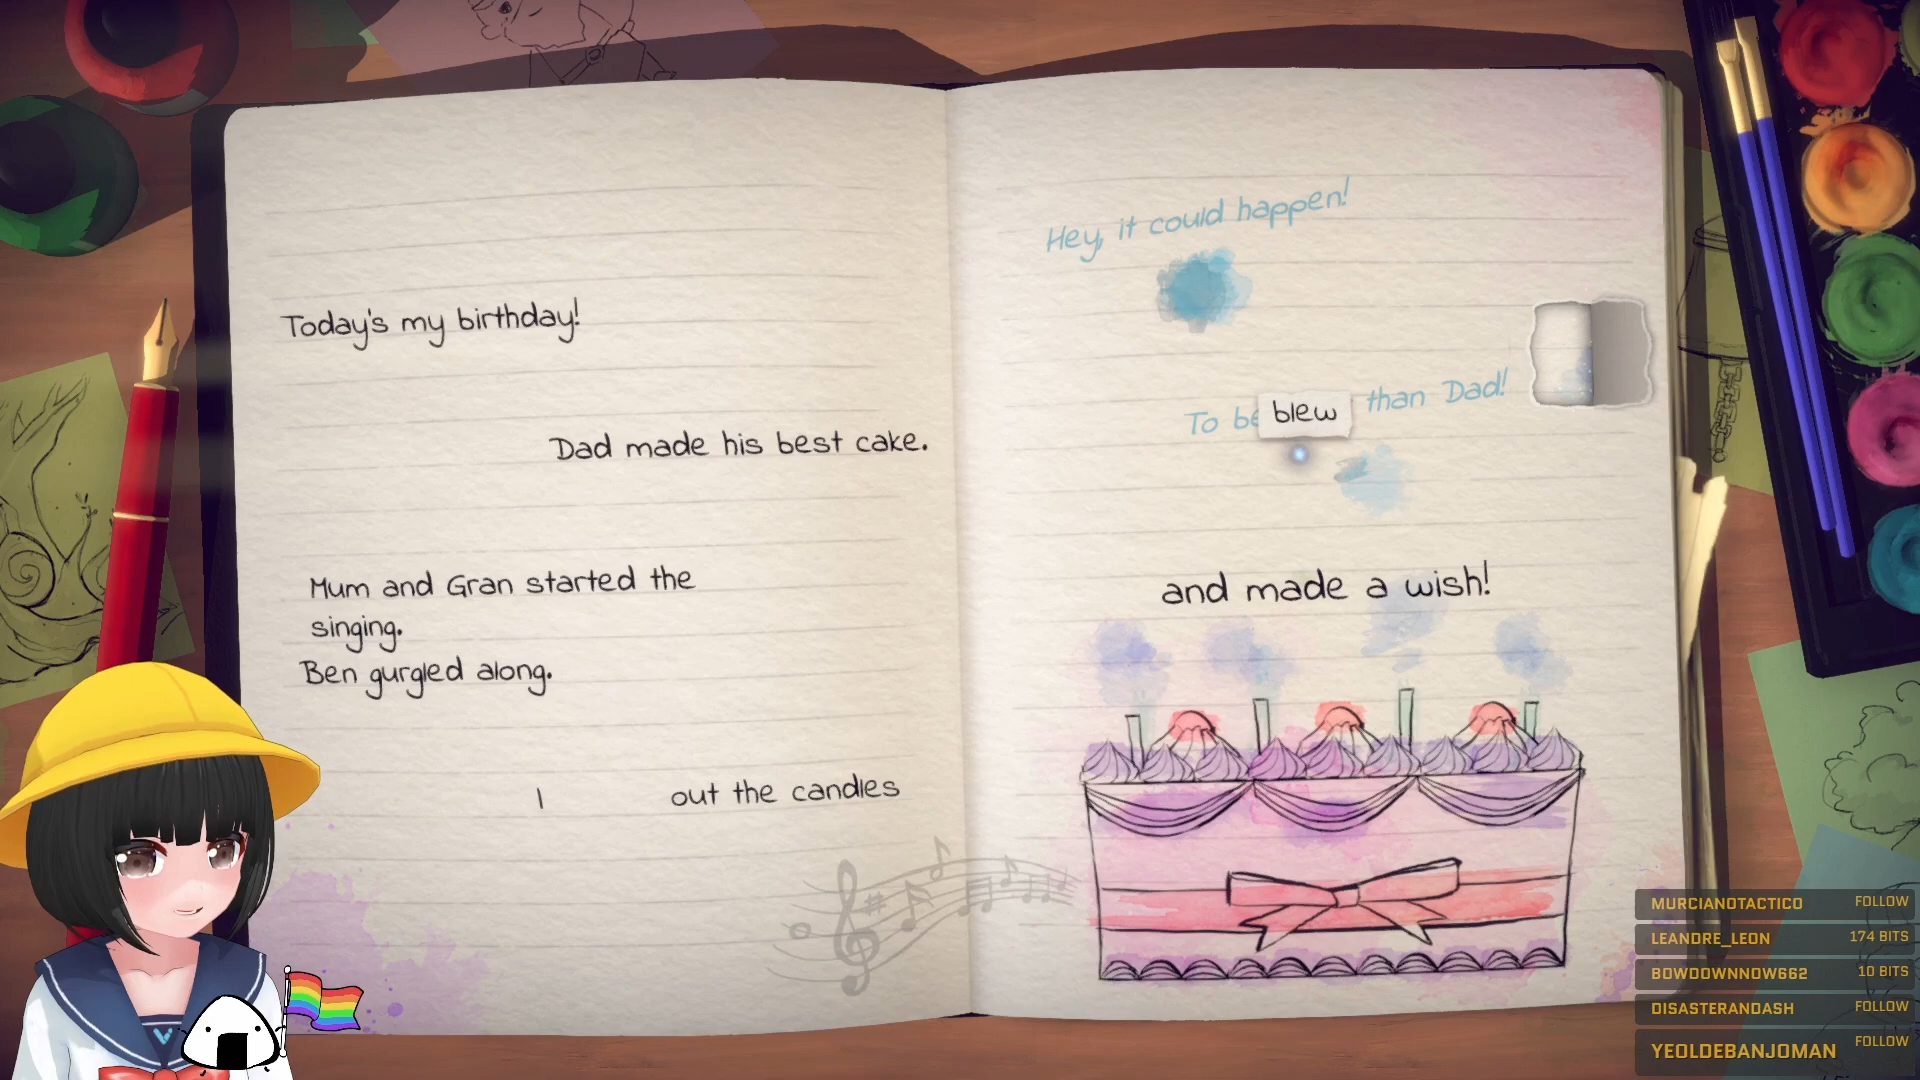 Today's my birthday!
Dad made his best cake.
Mum and Gran started the
singing.
Ben gurgled along.
I out the candles
Hey, it could happen!
To than Dad!
blew
and made a wish!
MURCIANOTACTICO FOLLOW
LEANDRE_LEON 174 BITS
BOWDOWNNOW662 10 BITS
DISASTERANDASH FOLLOW
YEOLDEBANJOMAN FOLLOW